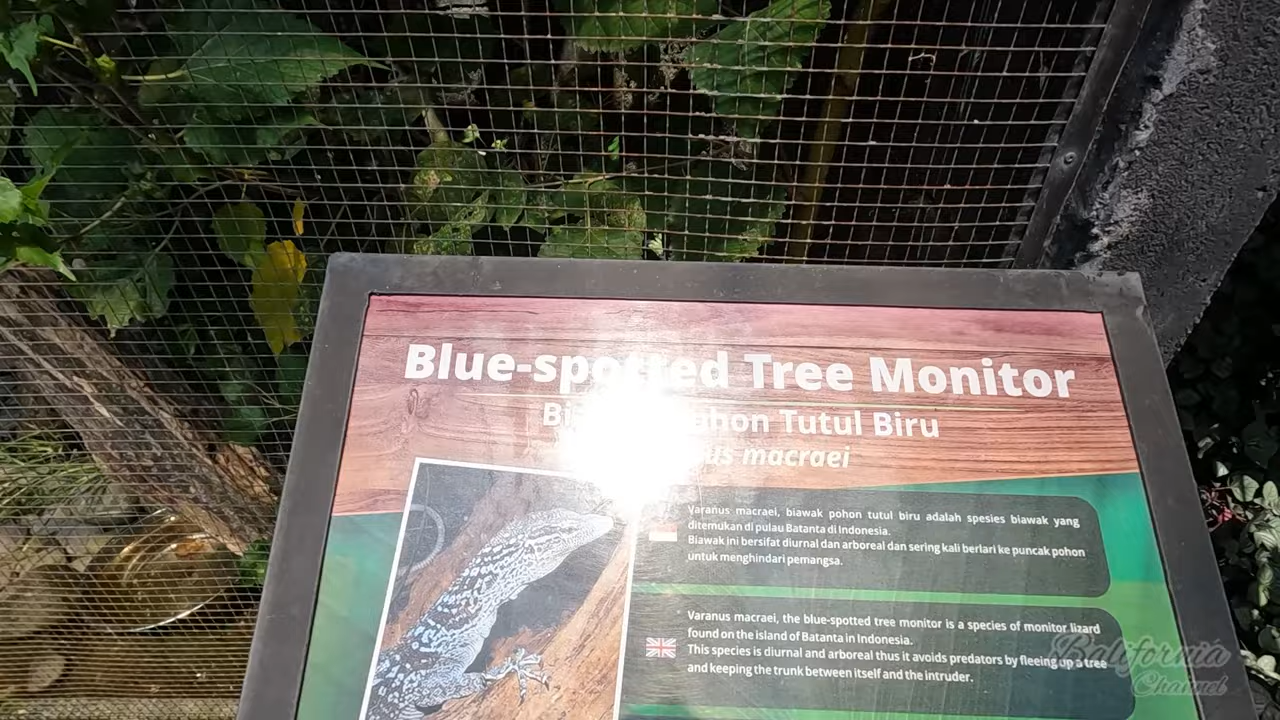 Blue-spotted Tree Monitor
Tutul Biru
macraei
Varanus macraei, biawak pohon tutul biru adalah spesies biawak yang
ditemukan di pulau Batanta di Indonesia.
Biawak ini bersifat diurnal dan arboreal dan sering kali berlari ke puncak pohon
untuk menghindari pemangsa.
Varanus macraei, the blue-spotted tree monitor is a species of monitor lizard
found on the island of Batanta in Indonesia.
This species is diurnal and arboreal thus it avoids predators by fleeing up a tree
and keeping the trunk between itself and the intruder.
Balifornia
Channel